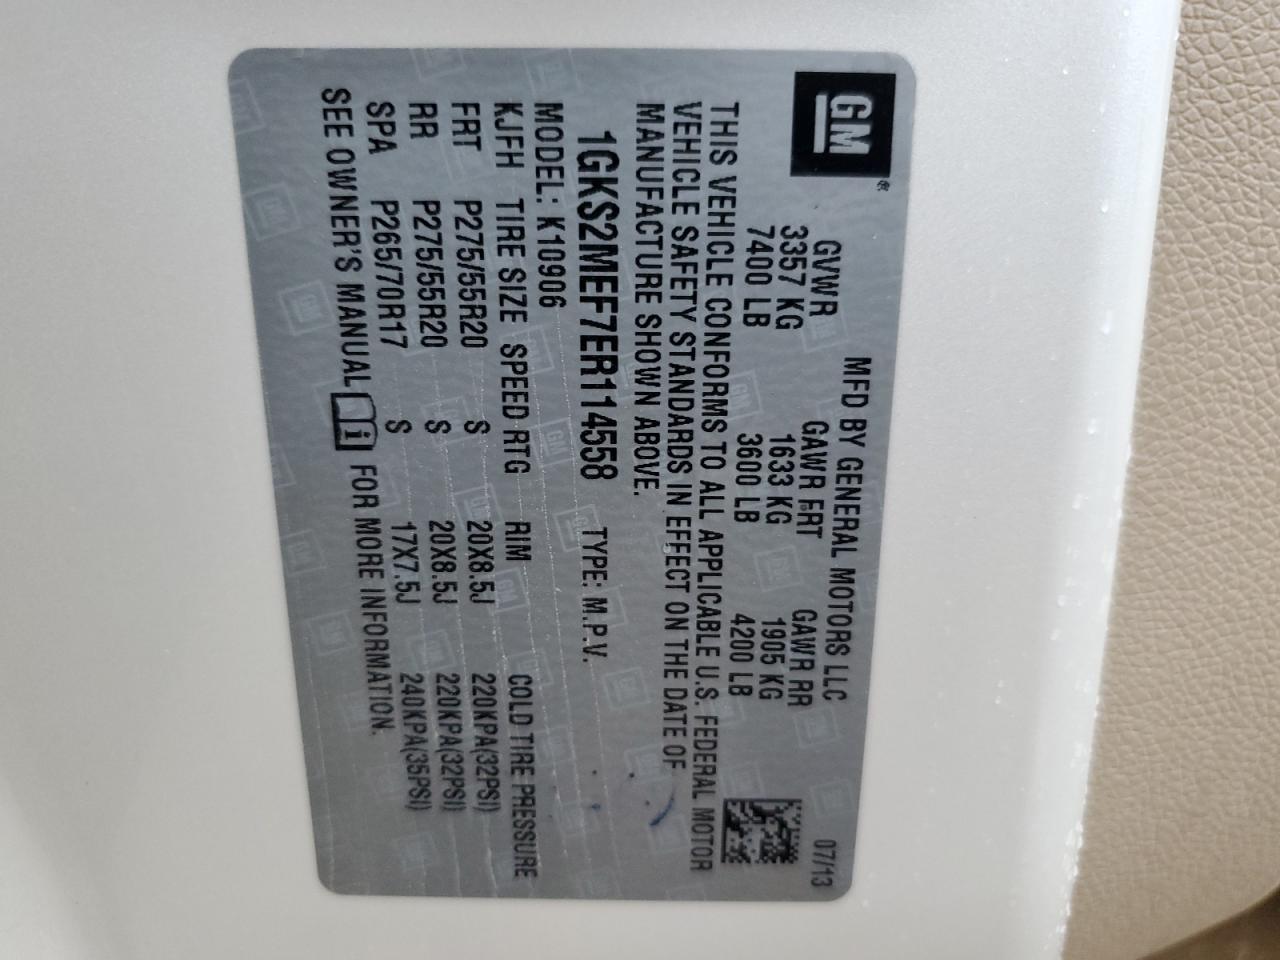 GM
MFD BY GENERAL MOTORS LLC 07/13
GVWR GAWR FRT GAWR RR
3357 KG 1633 KG 1905 KG
7400 LB 3600 LB 4200 LB
THIS VEHICLE CONFORMS TO ALL APPLICABLE U.S. FEDERAL MOTOR
VEHICLE SAFETY STANDARDS IN EFFECT ON THE DATE OF
MANUFACTURE SHOWN ABOVE.
1GKS2MEF7ER114558 TYPE: M.P.V.
MODEL: K10906
KJFH TIRE SIZE SPEED RTG RIM COLD TIRE PRESSURE
FRT P275/55R20 S 20X8.5J 220KPA(32PSI)
RR P275/55R20 S 20X8.5J 220KPA(32PSI)
SPA P265/70R17 S 17X7.5J 240KPA(35PSI)
SEE OWNER'S MANUAL i FOR MORE INFORMATION.